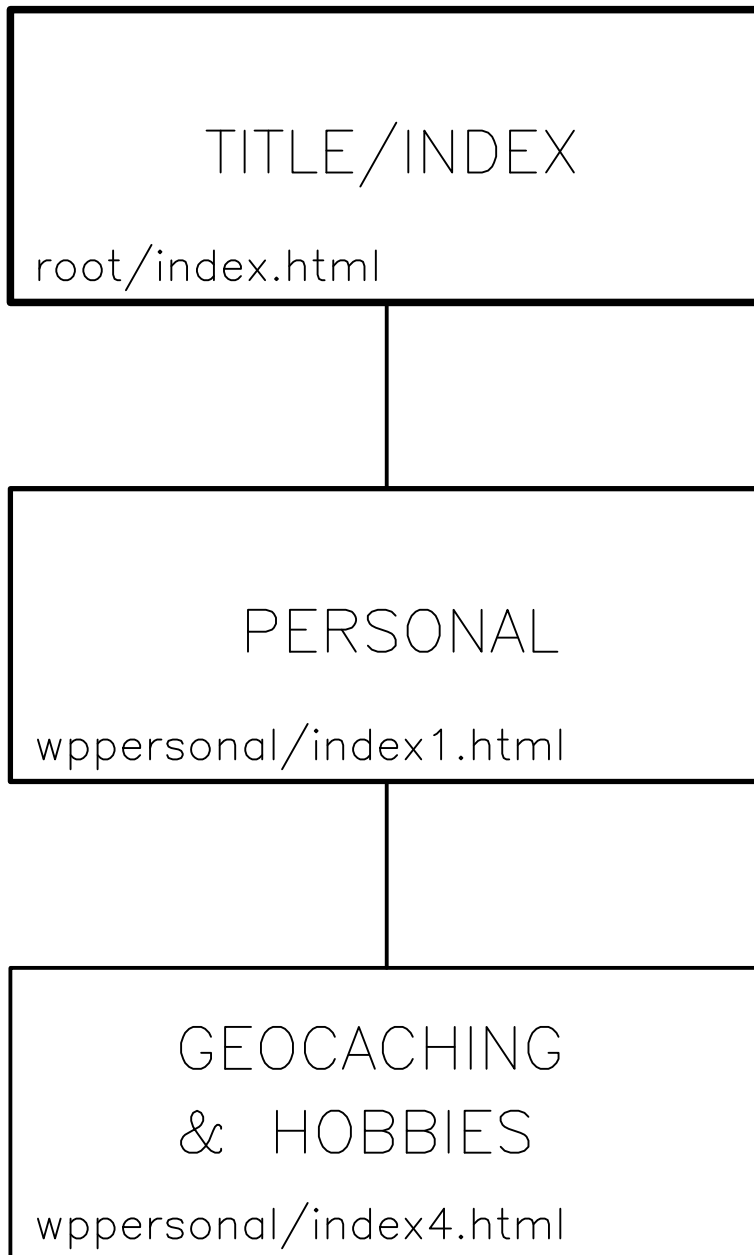 TITLE/INDEX
root/index.html
PERSONAL
wppersonal/index1.html
GEOCACHING
& HOBBIES
wppersonal/index4.html